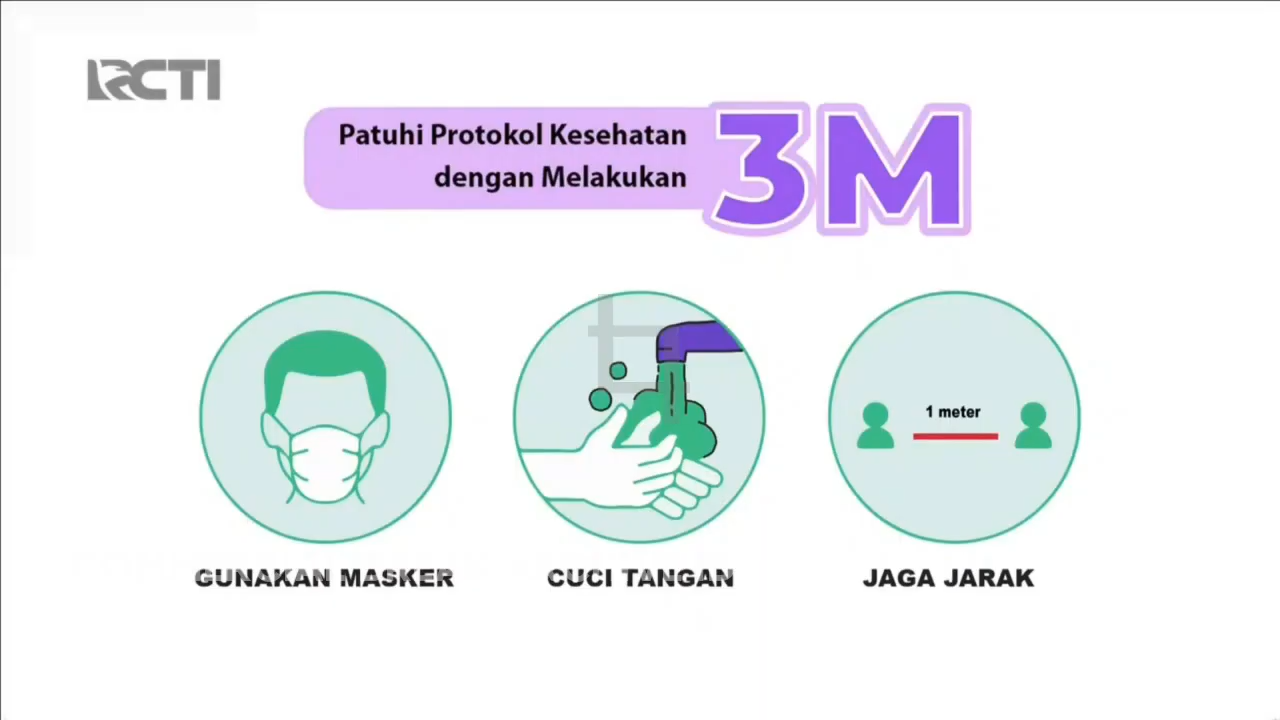 RCTI
Patuhi Protokol Kesehatan
dengan Melakukan
3M
1 meter
GUNAKAN MASKER
CUCI TANGAN
JAGA JARAK